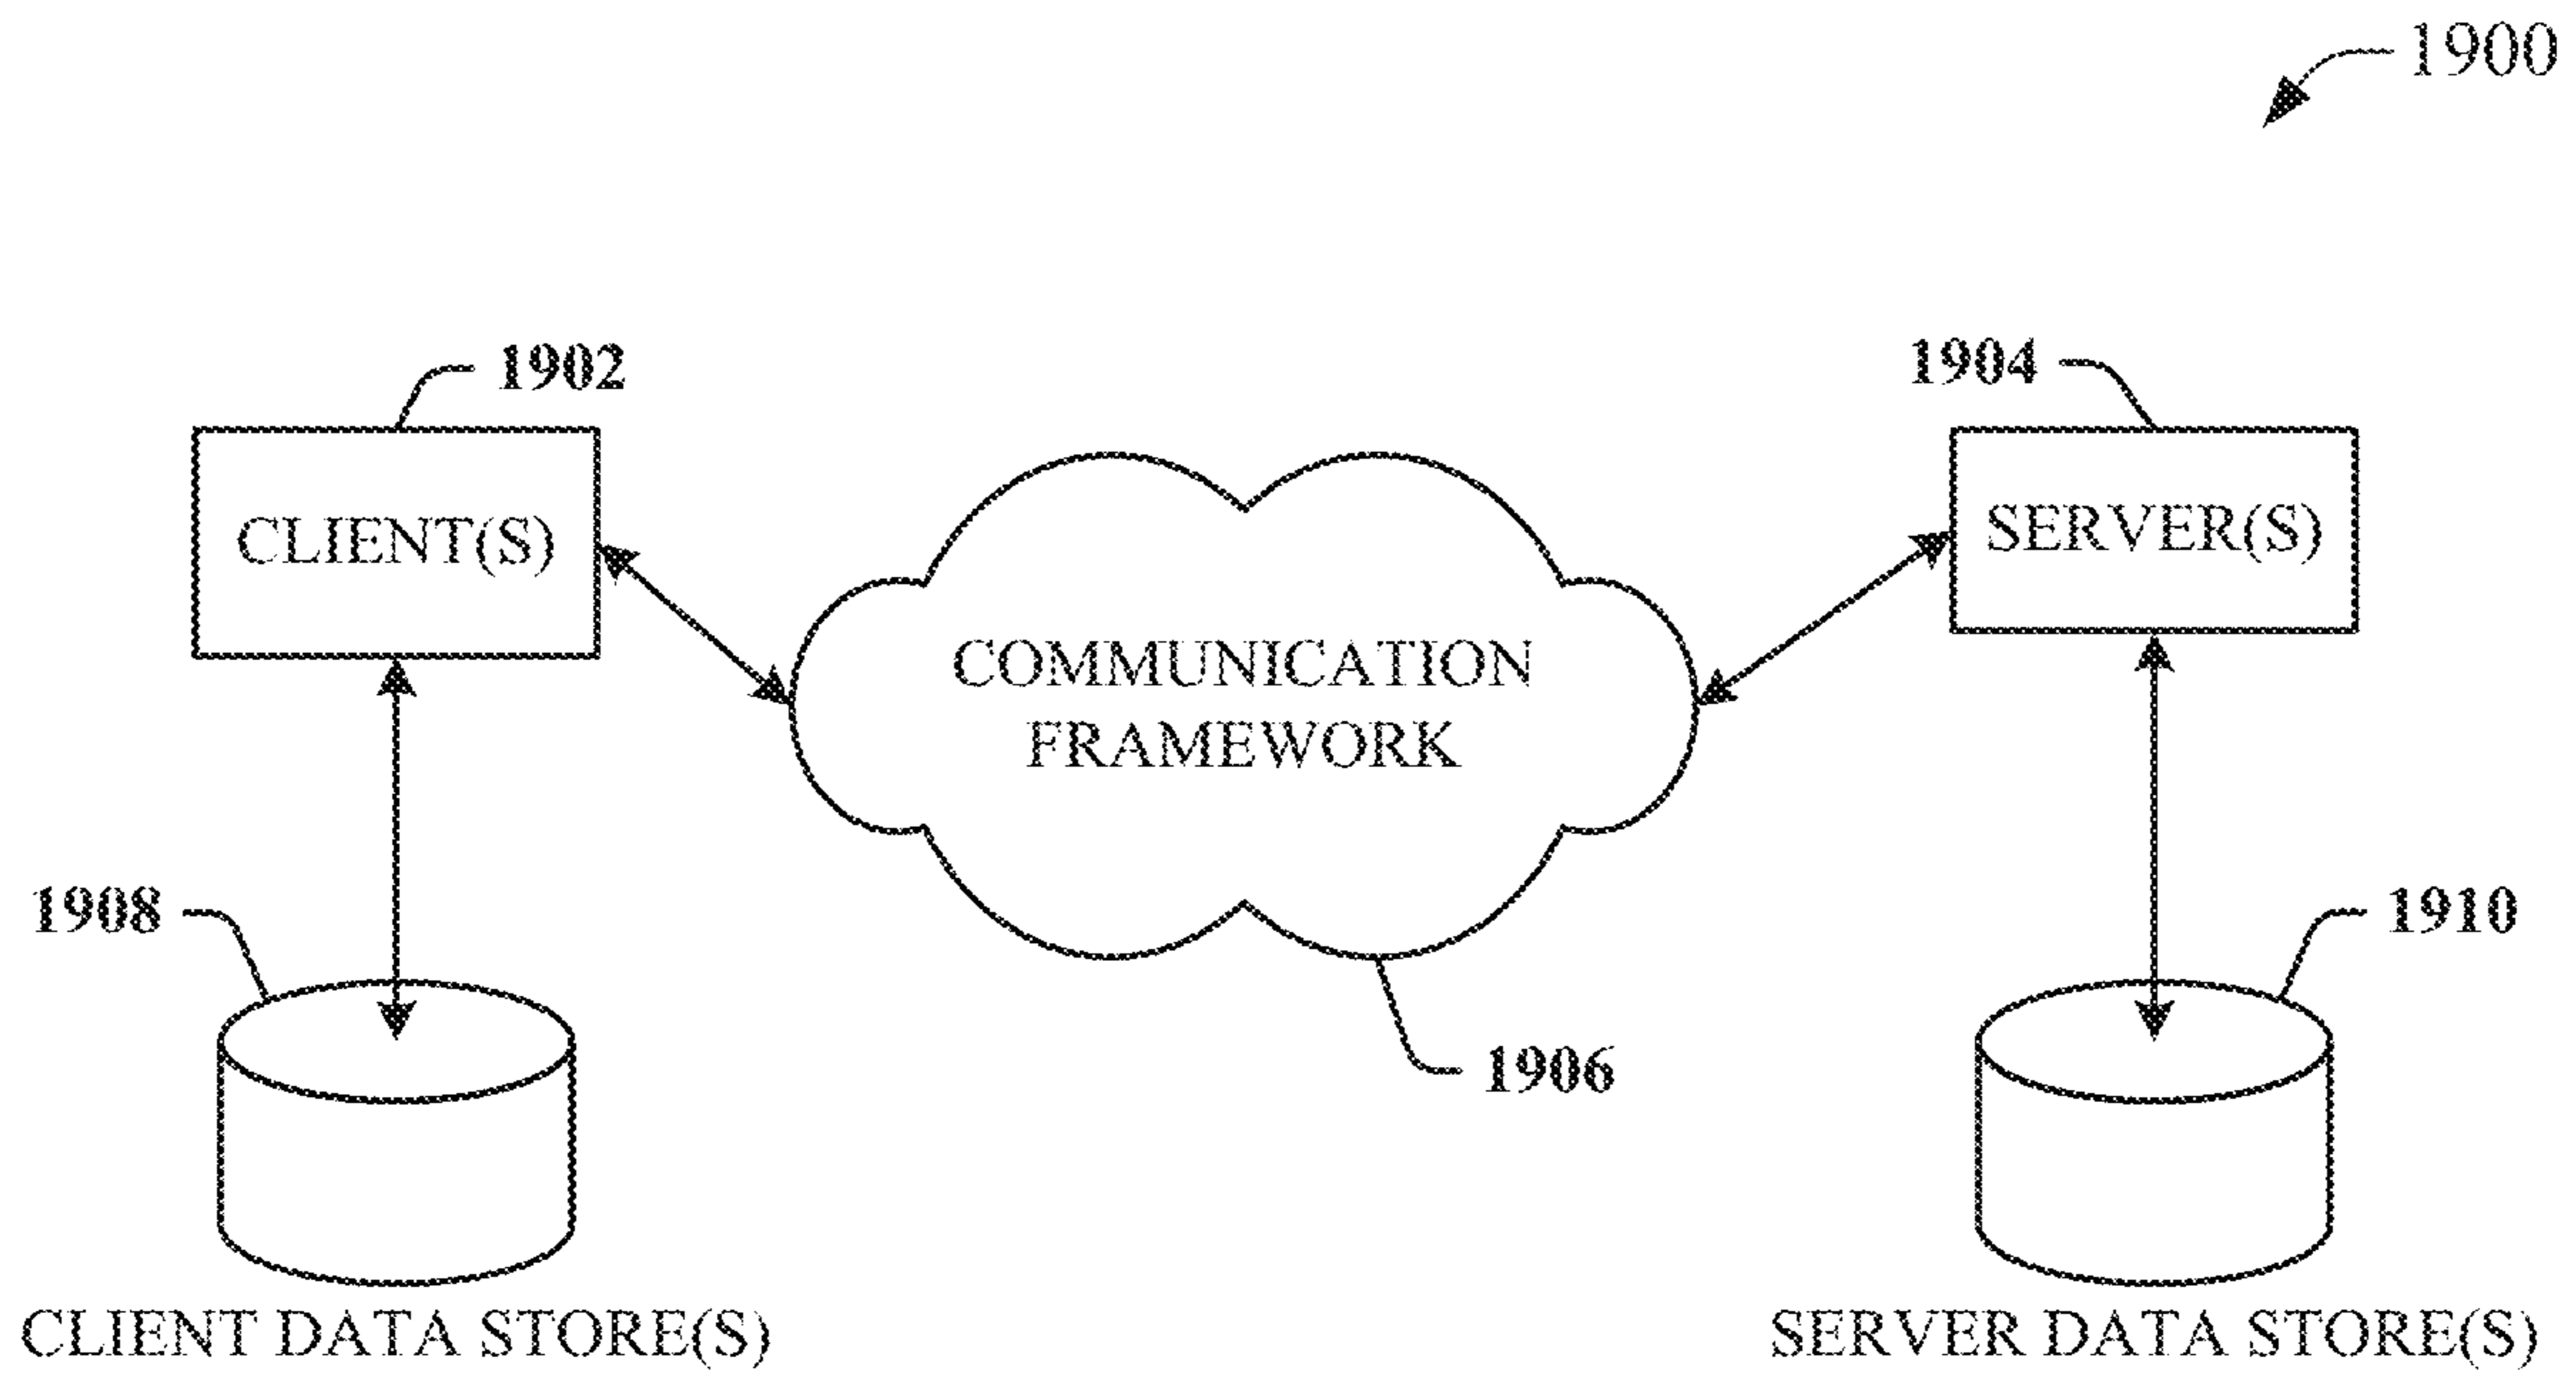 1900
1902
1904
CLIENT(S)
SERVER(S)
COMMUNICATION
FRAMEWORK
1908
1910
1906
CLIENT DATA STORE(S)
SERVER DATA STORE(S)